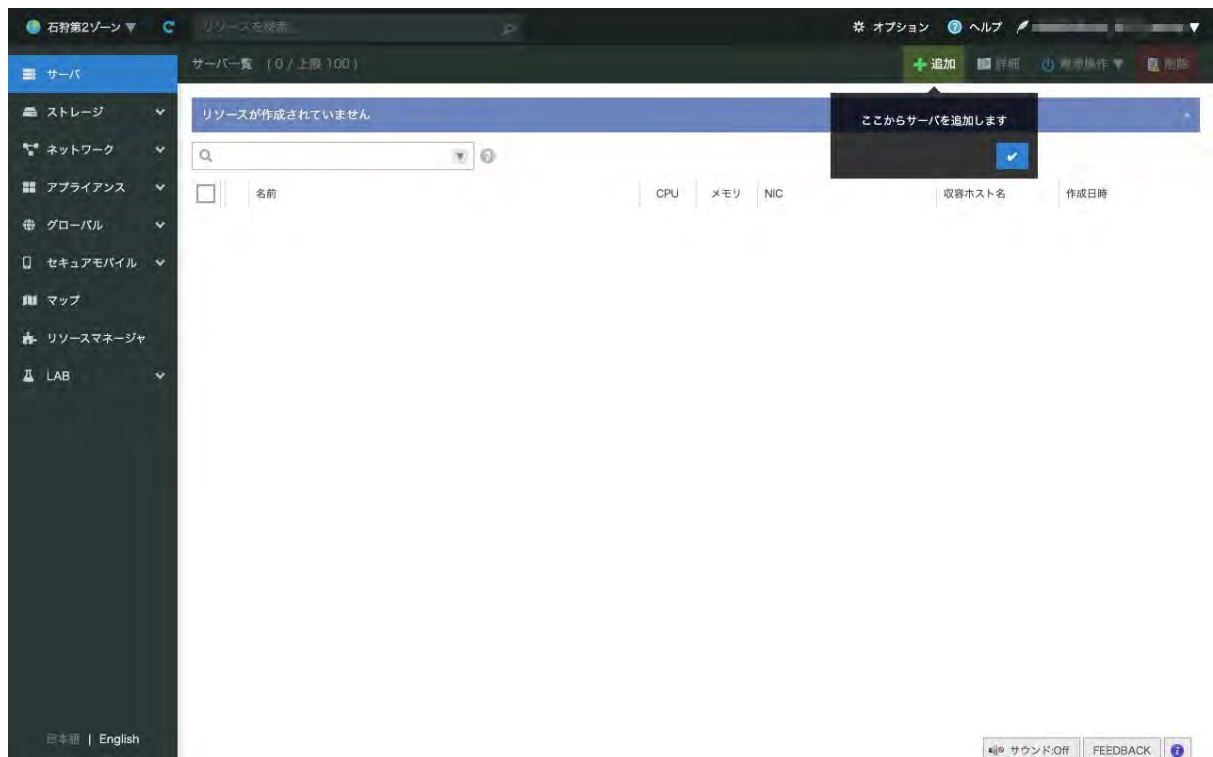 石狩第2ゾーン ▼
リソースを検索...
オプション
ヘルプ
サーバ
サーバ一覧 ( 0 / 上限 100 )
追加
詳細
電源操作 ▼
削除
ここからサーバを追加します
リソースが作成されていません
ストレージ
ネットワーク
アプライアンス
グローバル
セキュアモバイル
マップ
リソースマネージャ
LAB
名前
CPU
メモリ
NIC
収容ホスト名
作成日時
日本語 | English
サウンド:Off
FEEDBACK